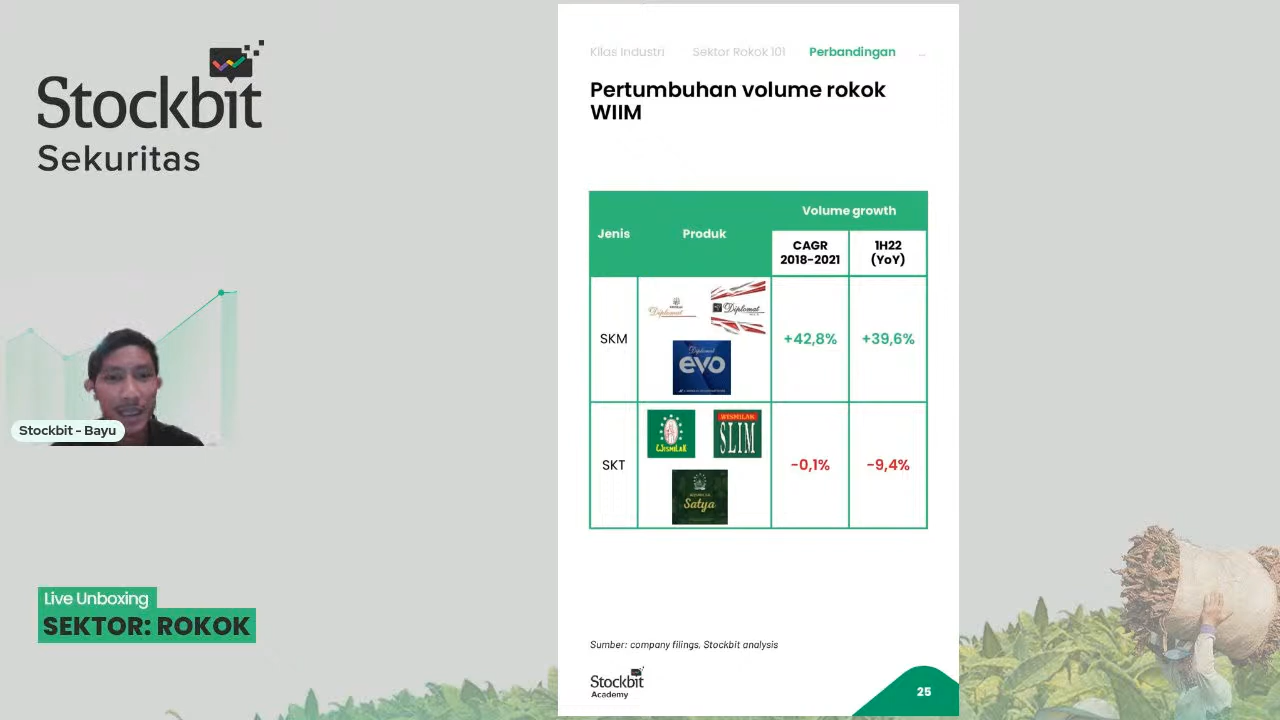 Stockbit
Sekuritas
Stockbit - Bayu
Live Unboxing
SEKTOR: ROKOK
Kilas Industri Sektor Rokok 101 Perbandingan ...
Pertumbuhan volume rokok
WIIM
Jenis Produk Volume growth
CAGR
2018-2021
1H22
(YoY)
SKM
Diplomat
Diplomat
Diplomat
evo
+42,8% +39,6%
SKT
WISMILAK
WISMILAK
SLIM
Satya
-0,1% -9,4%
Sumber: company filings, Stockbit analysis
Stockbit
Academy
25